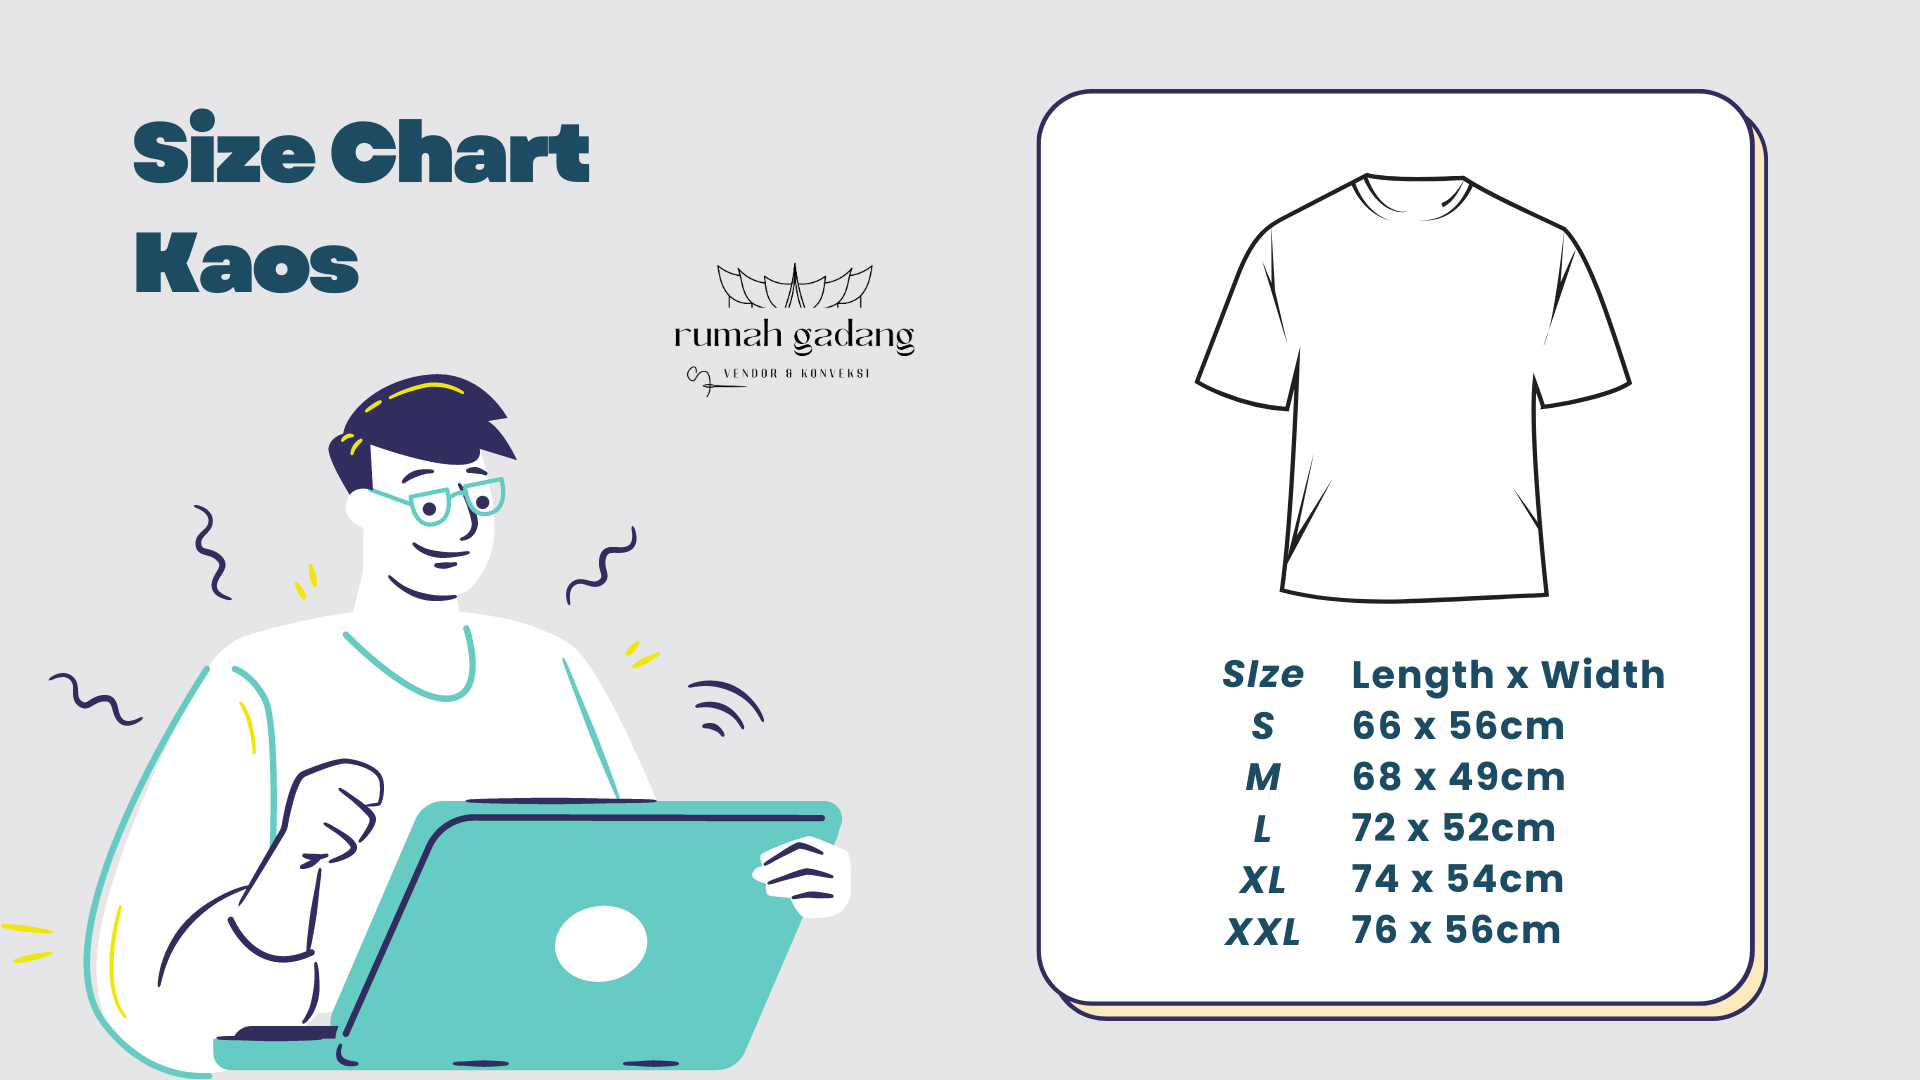 Size Chart
Kaos
rumah gadang
VENDOR & KONVEKSI
SIze Length x Width
S 66 x 56cm
M 68 x 49cm
L 72 x 52cm
XL 74 x 54cm
XXL 76 x 56cm